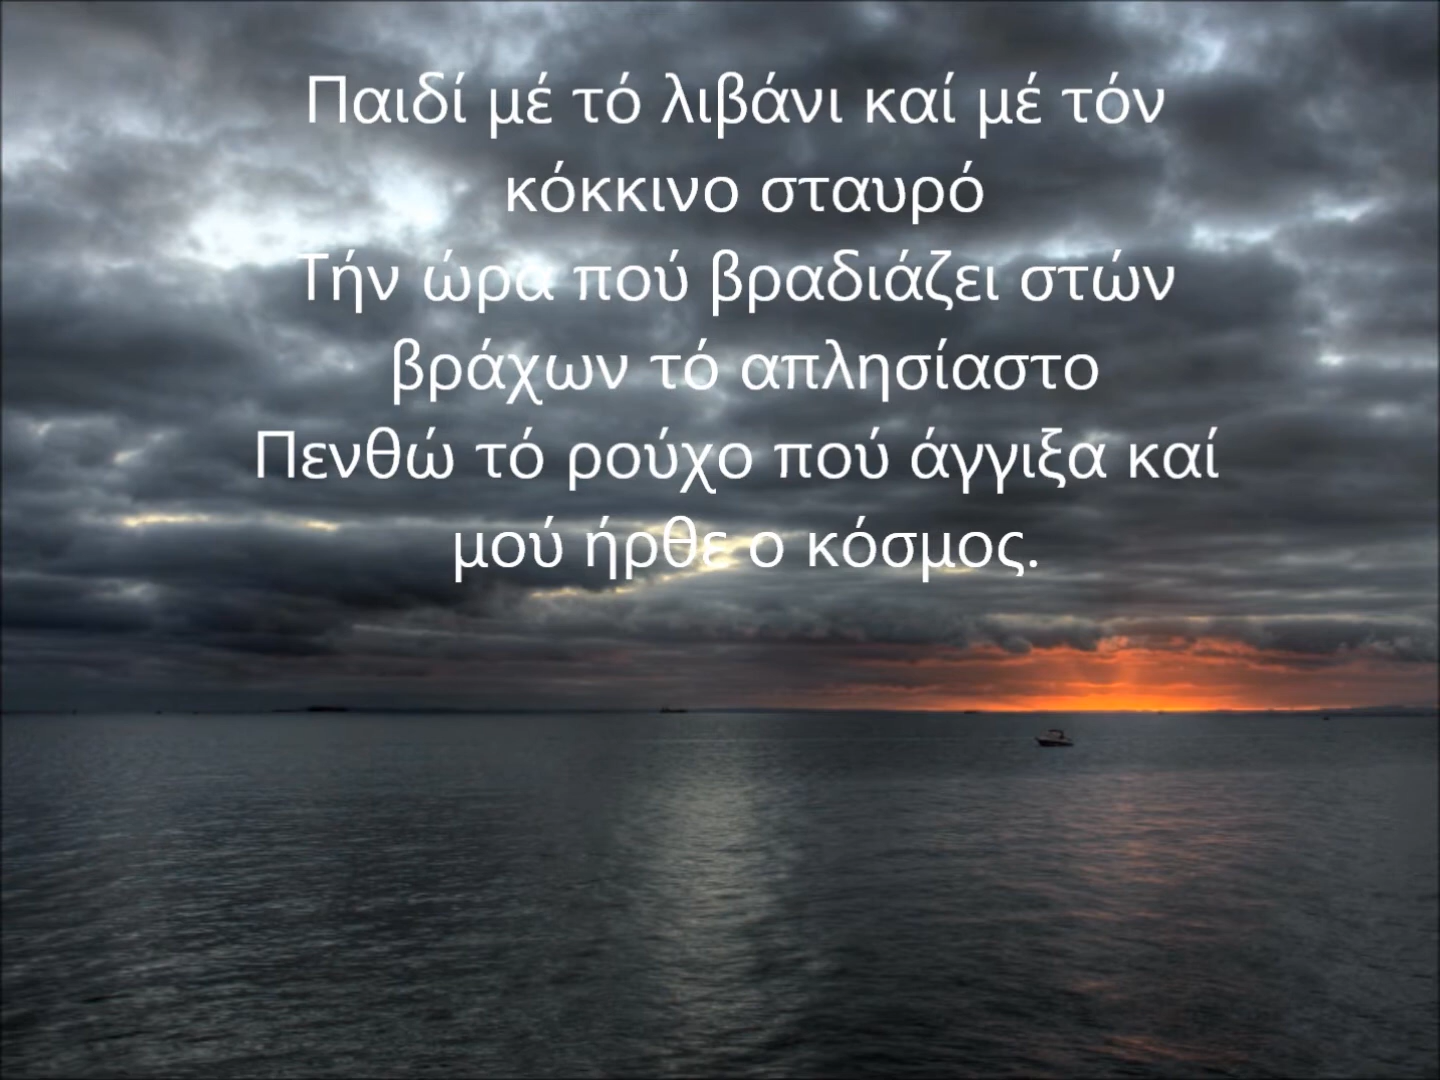 Παιδί μέ τό λιβάνι καί μέ τόν
κόκκινο σταυρό
Τήν ώρα πού βραδιάζει στών
βράχων τό απλησίαστο
Πενθώ τό ρούχο πού άγγιξα καί
μού ήρθε ο κόσμος.